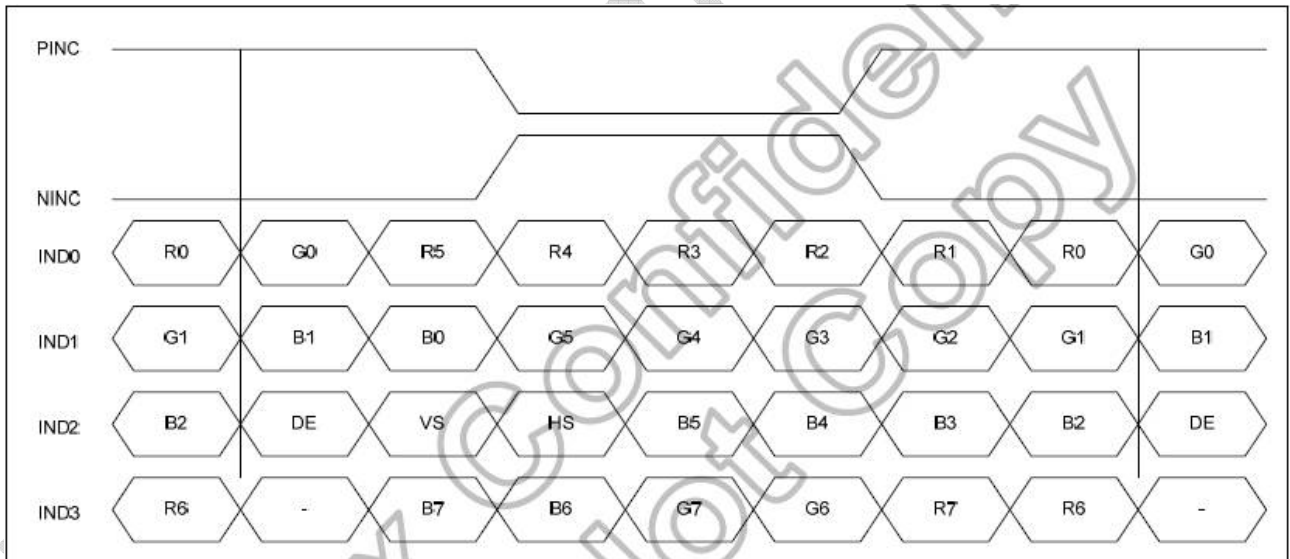 PINC
NINC
IND0 R0 G0 R5 R4 R3 R2 R1 R0 G0
IND1 G1 B1 B0 G5 G4 G3 G2 G1 B1
IND2 B2 DE VS HS B5 B4 B3 B2 DE
IND3 R6 - B7 B6 G7 G6 R7 R6 -